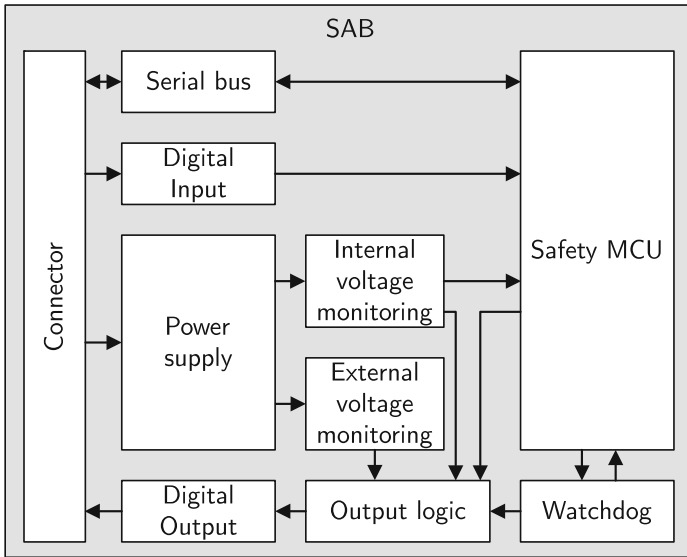 SAB
Connector
Serial bus
Digital
Input
Power
supply
Internal
voltage
monitoring
External
voltage
monitoring
Safety MCU
Digital
Output
Output logic
Watchdog